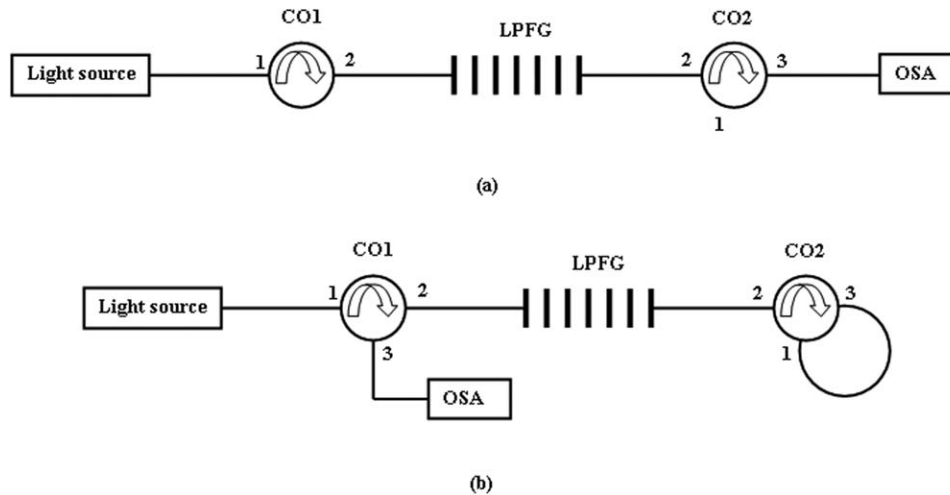 CO1
LPFG
CO2
Light source
1
2
2
3
OSA
1
(a)
CO1
LPFG
CO2
Light source
1
2
2
3
3
1
OSA
(b)